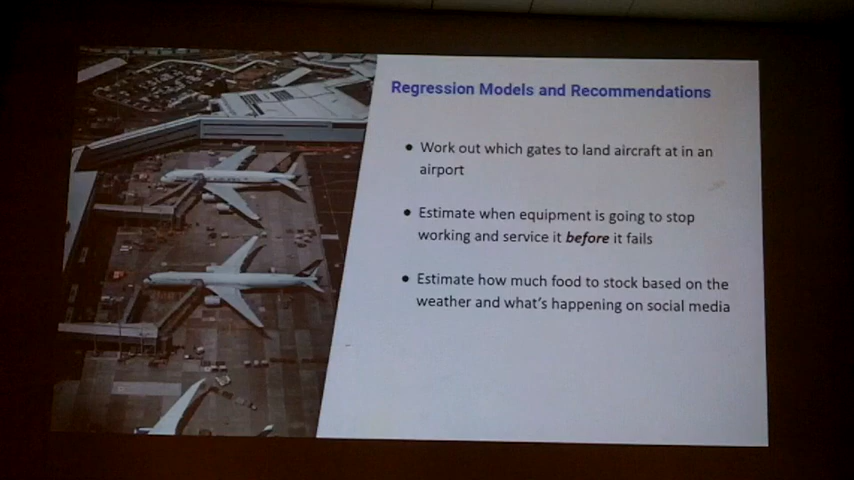 Regression Models and Recommendations
• Work out which gates to land aircraft at in an
airport
• Estimate when equipment is going to stop
working and service it before it fails
• Estimate how much food to stock based on the
weather and what's happening on social media